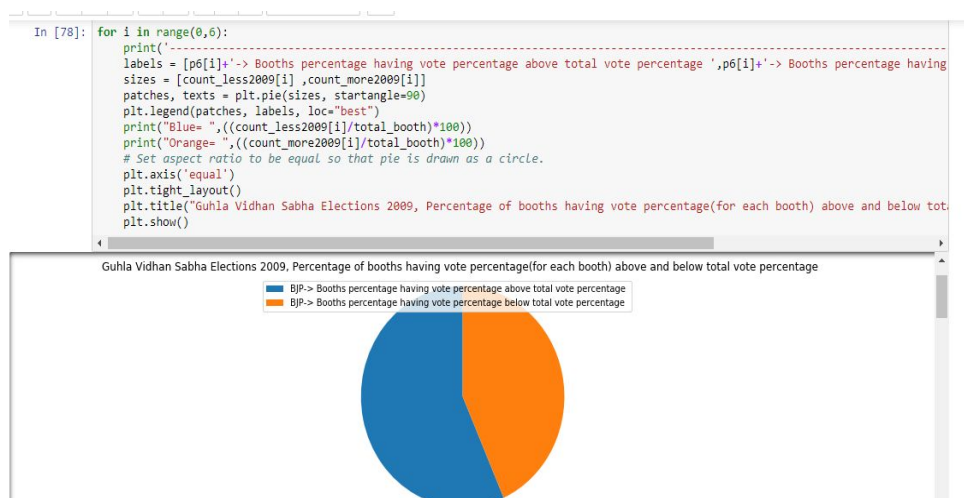 In [78]: for i in range(0,6):
    print('-----------------------------------------------------------------------------------------------------------------------
    labels = [p6[i]+'-> Booths percentage having vote percentage above total vote percentage ',p6[i]+'-> Booths percentage having
    sizes = [count_less2009[i] ,count_more2009[i]]
    patches, texts = plt.pie(sizes, startangle=90)
    plt.legend(patches, labels, loc="best")
    print("Blue= ",((count_less2009[i]/total_booth)*100))
    print("Orange= ",((count_more2009[i]/total_booth)*100))
    # Set aspect ratio to be equal so that pie is drawn as a circle.
    plt.axis('equal')
    plt.tight_layout()
    plt.title("Guhla Vidhan Sabha Elections 2009, Percentage of booths having vote percentage(for each booth) above and below tot
    plt.show()
Guhla Vidhan Sabha Elections 2009, Percentage of booths having vote percentage(for each booth) above and below total vote percentage
BJP-> Booths percentage having vote percentage above total vote percentage
BJP-> Booths percentage having vote percentage below total vote percentage